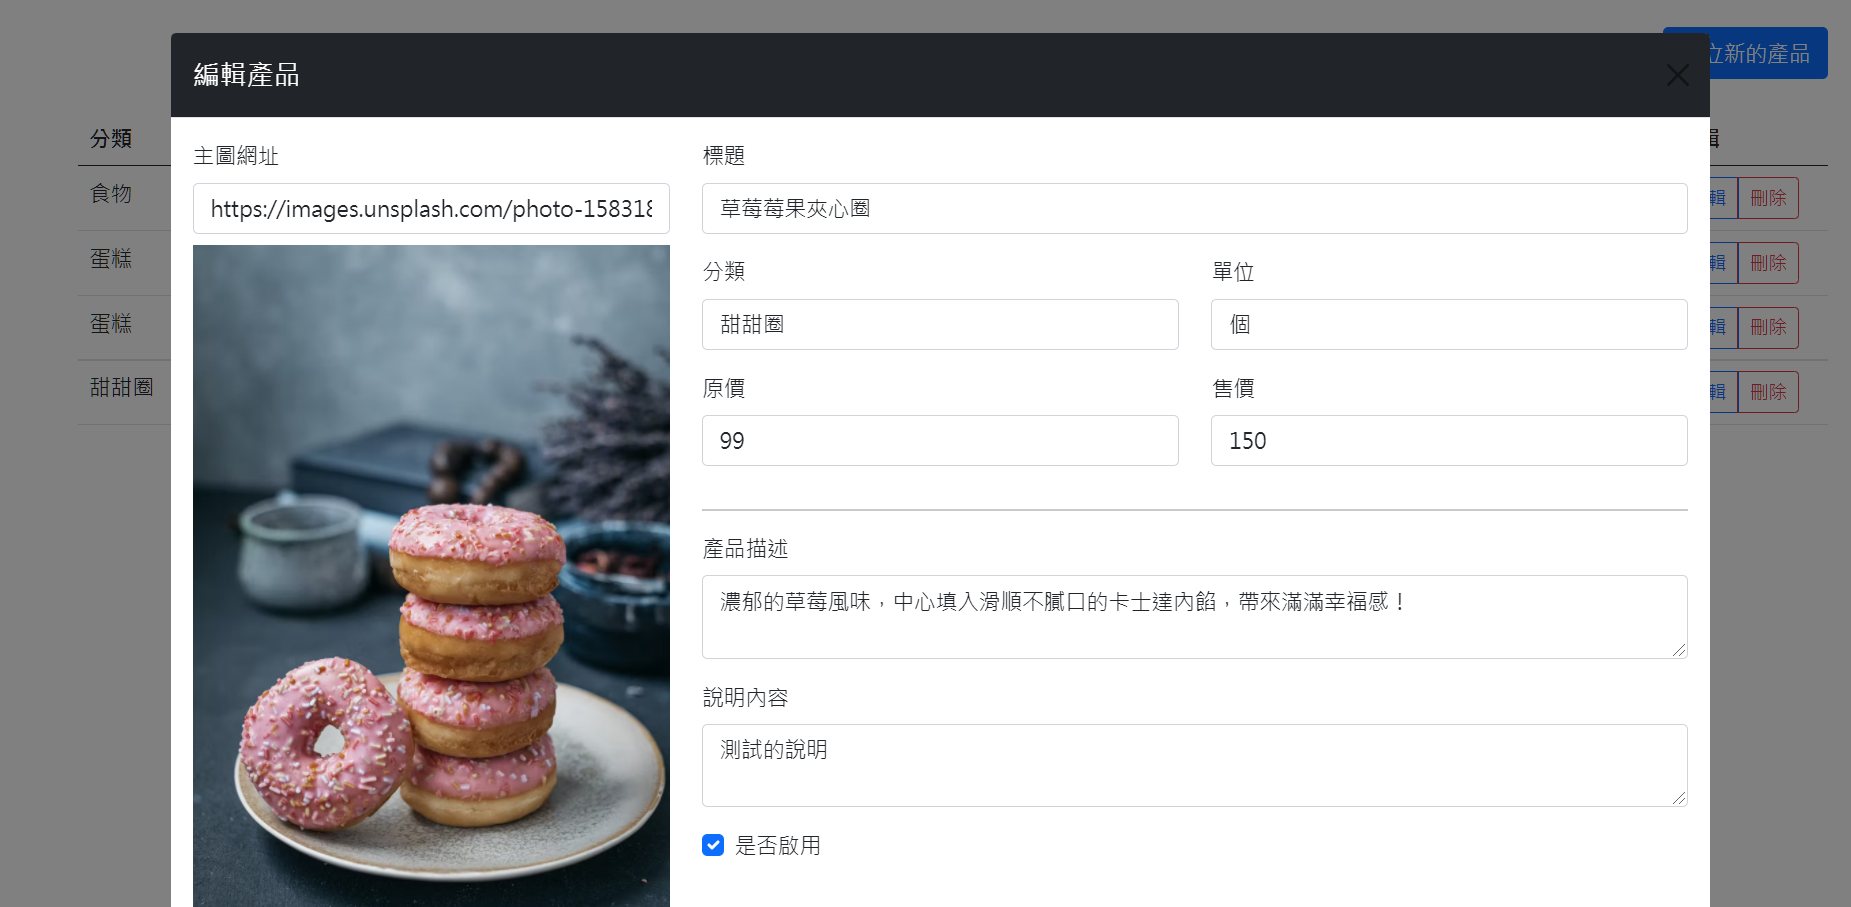 編輯產品
立新的產品
分類
輯
食物
輯 刪除
蛋糕
輯 刪除
蛋糕
輯 刪除
甜甜圈
輯 刪除
主圖網址
https://images.unsplash.com/photo-158318
標題
草莓莓果夾心圈
分類
甜甜圈
單位
個
原價
99
售價
150
產品描述
濃郁的草莓風味，中心填入滑順不膩口的卡士達內餡，帶來滿滿幸福感！
說明內容
測試的說明
是否啟用